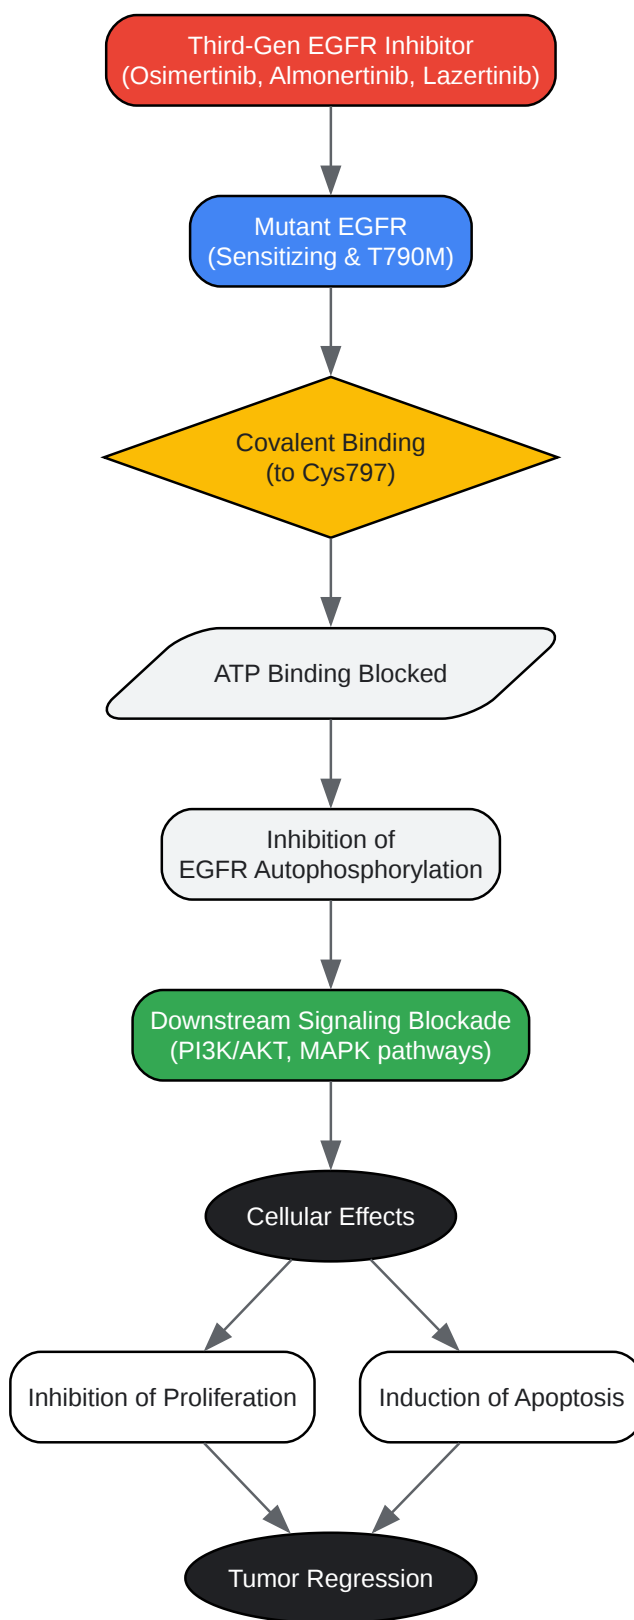 Third-Gen EGFR Inhibitor
(Osimertinib, Almonertinib, Lazertinib)
Mutant EGFR
(Sensitizing & T790M)
Covalent Binding
(to Cys797)
ATP Binding Blocked
Inhibition of
EGFR Autophosphorylation
Downstream Signaling Blockade
(PI3K/AKT, MAPK pathways)
Cellular Effects
Inhibition of Proliferation
Induction of Apoptosis
Tumor Regression